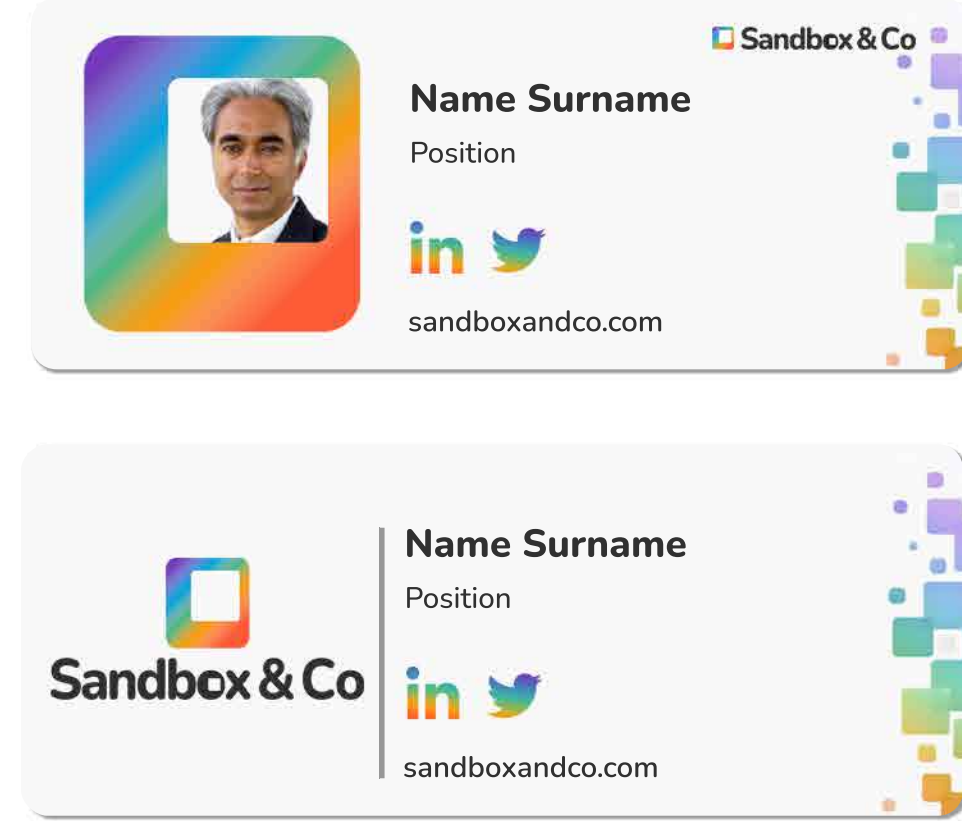 Sandbox & Co
Name Surname
Position
in
sandboxandco.com
Name Surname
Position
Sandbox & Co
in
sandboxandco.com